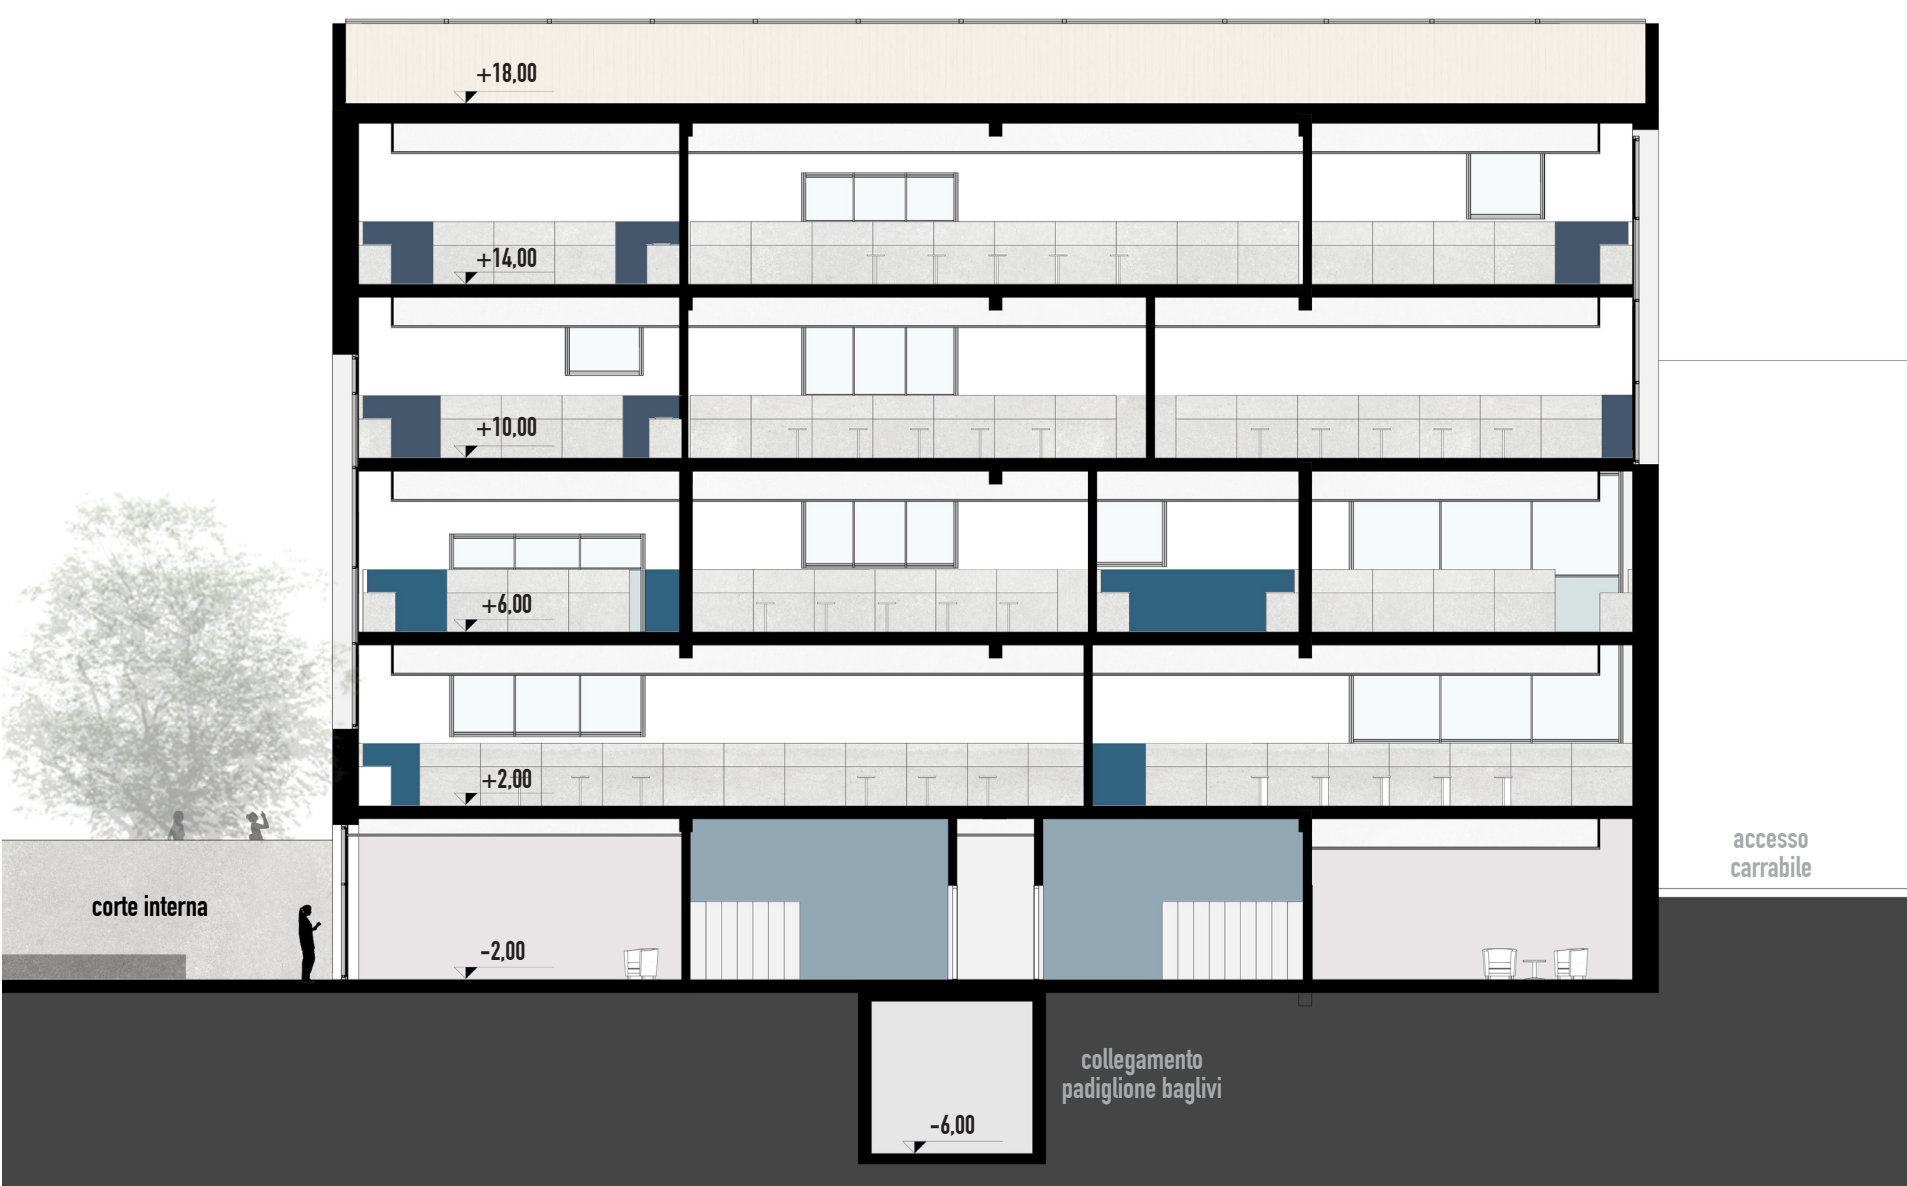 +18,00
+14,00
+10,00
+6,00
+2,00
accesso
carrabile
corte interna
-2,00
collegamento
padiglione baglivi
-6,00